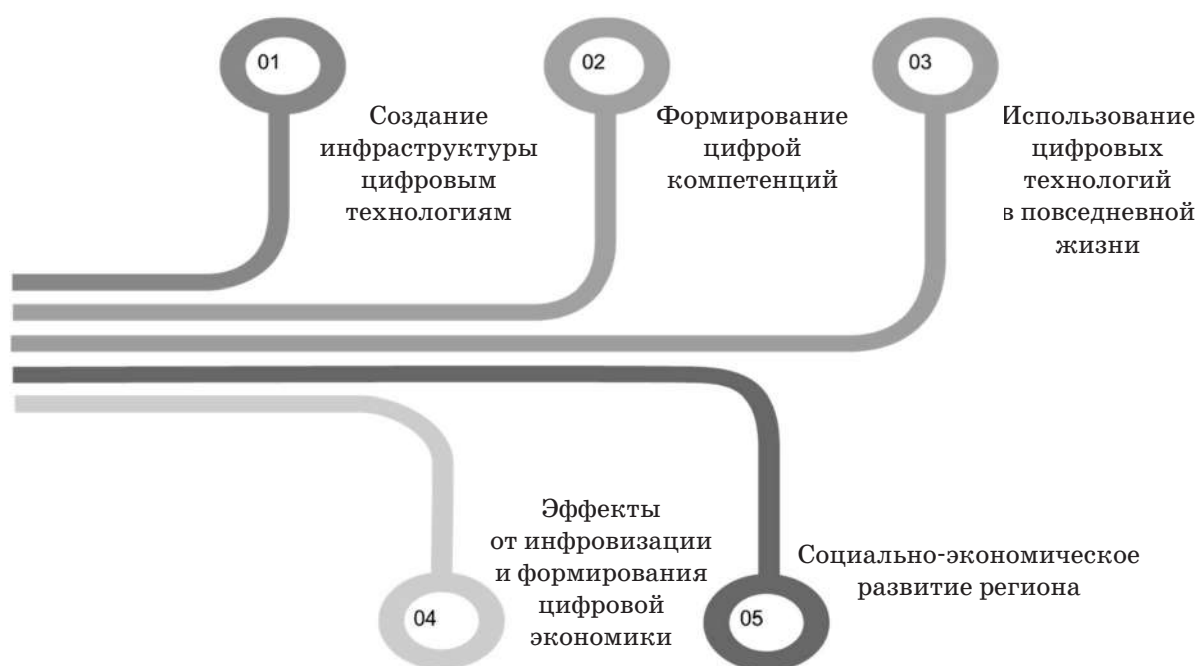 01
Создание
инфраструктуры
цифровым
технологиям
02
Формирование
цифрой
компетенций
03
Использование
цифровых
технологий
в повседневной
жизни
04
Эффекты
от инфровизации
и формирования
цифровой
экономики
05
Социально-экономическое
развитие региона